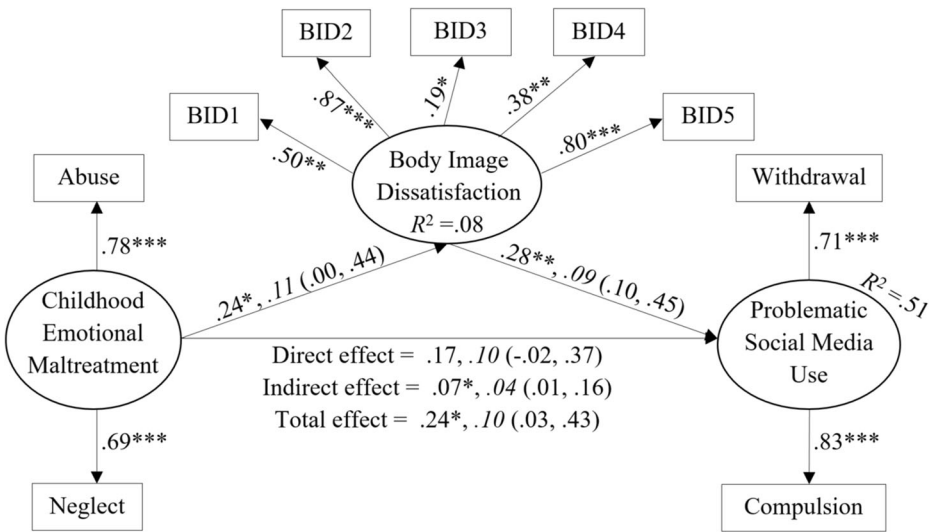 BID2
BID3
BID4
BID1
BID5
.87***
.19*
.38**
.50**
.80***
Body Image
Dissatisfaction
R² =.08
Abuse
Withdrawal
.78***
.71***
.24*, .11 (.00, .44)
.28**, .09 (.10, .45)
R² =.51
Childhood
Emotional
Maltreatment
Problematic
Social Media
Use
Direct effect = .17, .10 (-.02, .37)
Indirect effect = .07*, .04 (.01, .16)
Total effect = .24*, .10 (.03, .43)
.69***
.83***
Neglect
Compulsion